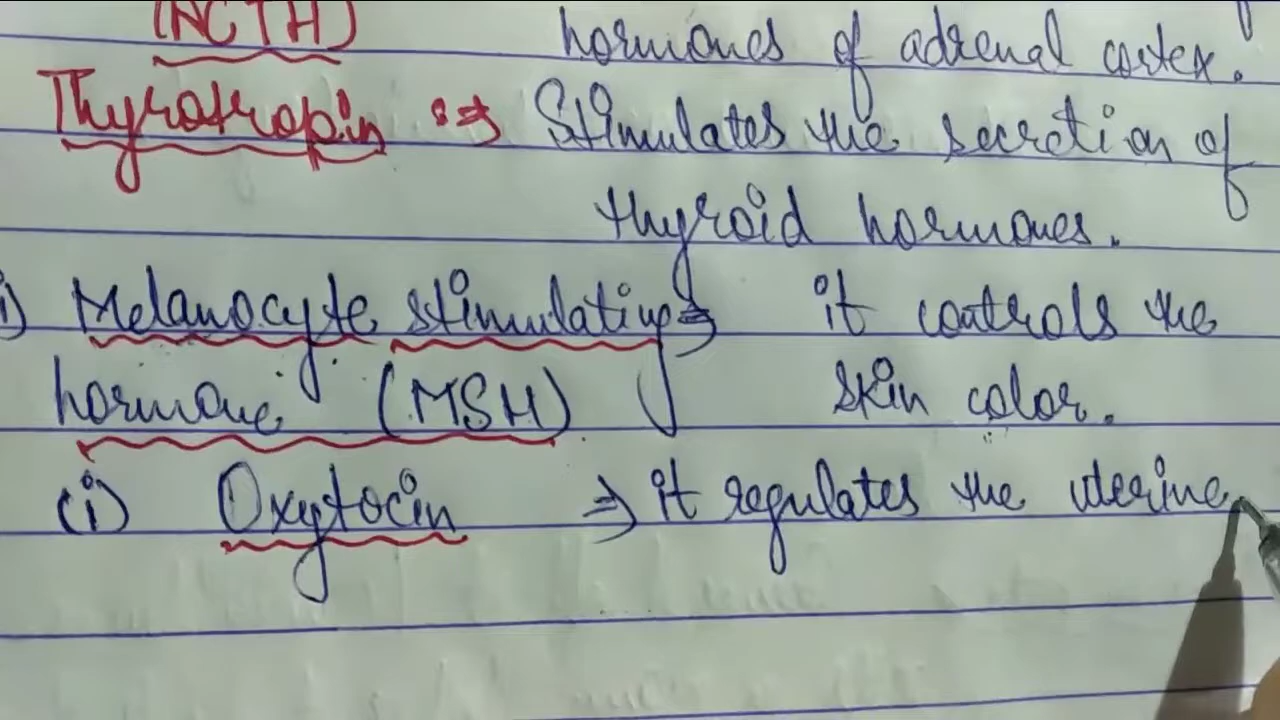 (ACTH) hormones of adrenal cortex.
Thyrotropin :⇒ Stimulates the secretion of
thyroid hormones.
i) Melanocyte stimulating ⇒ it controls the
hormone (MSH) skin color.
(i) Oxytocin ⇒ it regulates the uterine